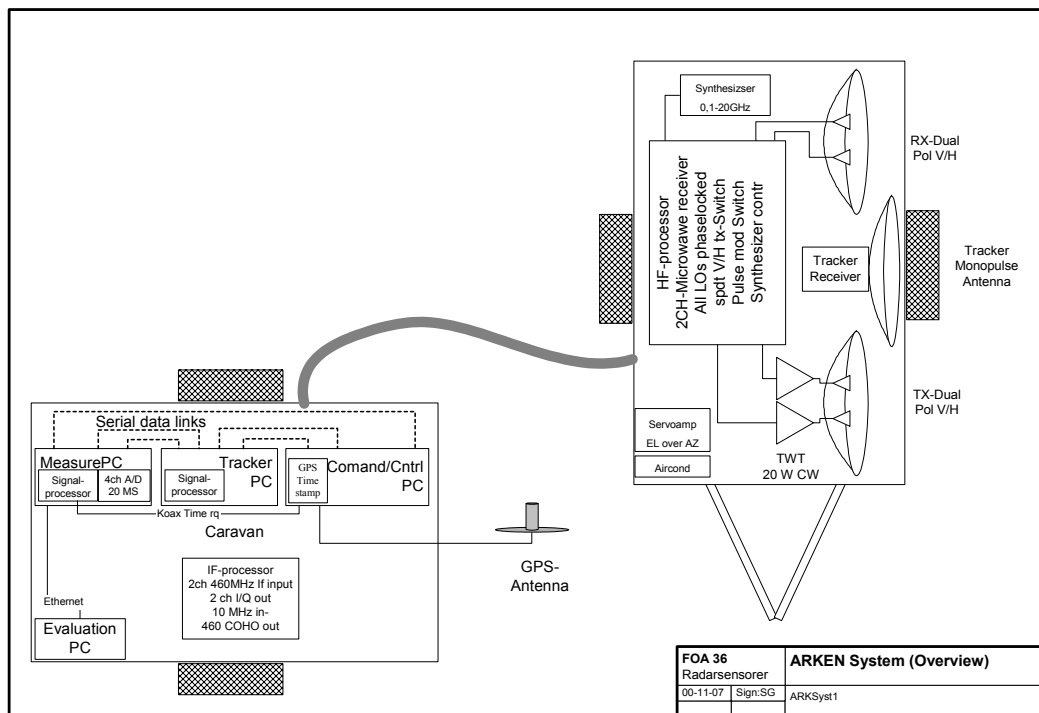 Synthesizser
0,1-20GHz
RX-Dual
Pol V/H
HF-processor
2CH-Microwawe receiver
All LOs phaselocked
spdt V/H tx-Switch
Pulse mod Switch
Synthesizer contr
Tracker
Receiver
Tracker
Monopulse
Antenna
TX-Dual
Pol V/H
Servoamp
EL over AZ
Aircond
TWT
20 W CW
Serial data links
MeasurePC
Signal-
processor
4ch A/D
20 MS
Tracker
PC
Signal-
processor
Comand/Cntrl
PC
GPS
Time
stamp
Koax Time rq
Caravan
GPS-
Antenna
IF-processor
2ch 460MHz If input
2 ch I/Q out
10 MHz in-
460 COHO out
Ethernet
Evaluation
PC
FOA 36
Radarsensorer
ARKEN System (Overview)
00-11-07
Sign:SG
ARKSyst1